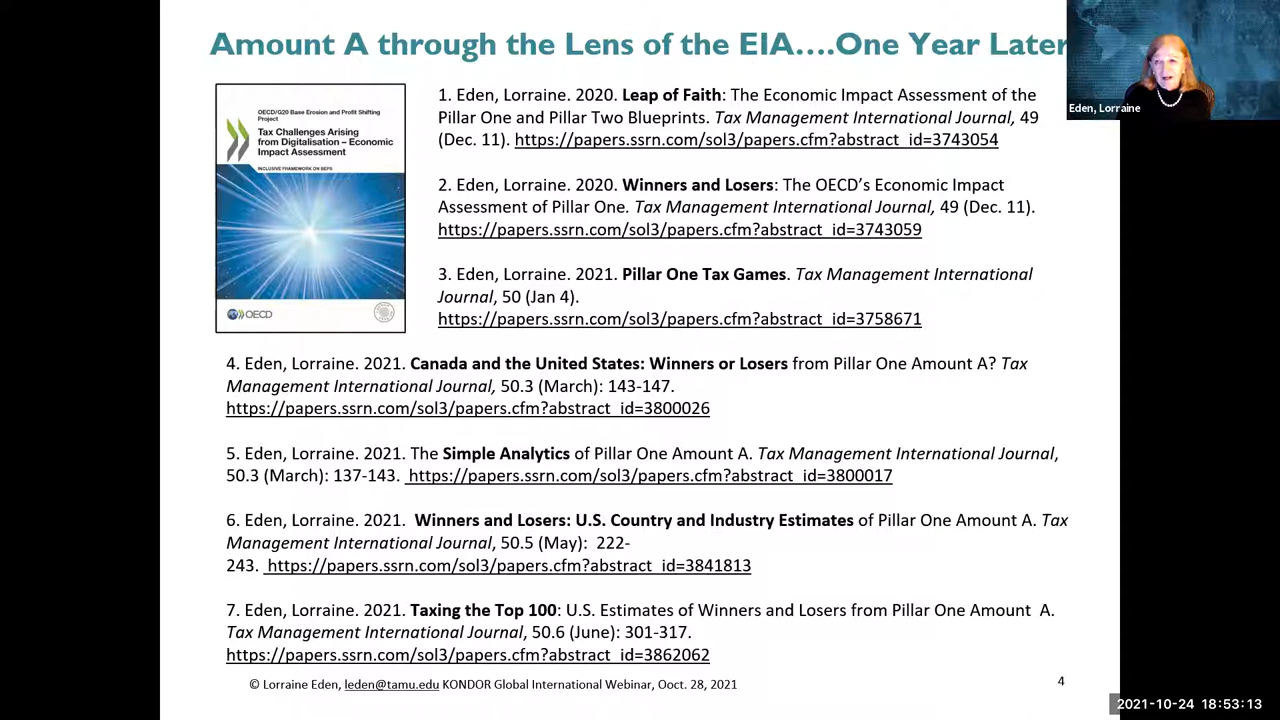 Amount A through the Lens of the EIA….One Year Later
Eden, Lorraine
OECD/G20 Base Erosion and Profit Shifting
Project
Tax Challenges Arising
from Digitalisation – Economic
Impact Assessment
INCLUSIVE FRAMEWORK ON BEPS
OECD
1. Eden, Lorraine. 2020. Leap of Faith: The Economic Impact Assessment of the
Pillar One and Pillar Two Blueprints. Tax Management International Journal, 49
(Dec. 11). https://papers.ssrn.com/sol3/papers.cfm?abstract_id=3743054
2. Eden, Lorraine. 2020. Winners and Losers: The OECD’s Economic Impact
Assessment of Pillar One. Tax Management International Journal, 49 (Dec. 11).
https://papers.ssrn.com/sol3/papers.cfm?abstract_id=3743059
3. Eden, Lorraine. 2021. Pillar One Tax Games. Tax Management International
Journal, 50 (Jan 4).
https://papers.ssrn.com/sol3/papers.cfm?abstract_id=3758671
4. Eden, Lorraine. 2021. Canada and the United States: Winners or Losers from Pillar One Amount A? Tax
Management International Journal, 50.3 (March): 143-147.
https://papers.ssrn.com/sol3/papers.cfm?abstract_id=3800026
5. Eden, Lorraine. 2021. The Simple Analytics of Pillar One Amount A. Tax Management International Journal,
50.3 (March): 137-143. https://papers.ssrn.com/sol3/papers.cfm?abstract_id=3800017
6. Eden, Lorraine. 2021. Winners and Losers: U.S. Country and Industry Estimates of Pillar One Amount A. Tax
Management International Journal, 50.5 (May): 222-
243. https://papers.ssrn.com/sol3/papers.cfm?abstract_id=3841813
7. Eden, Lorraine. 2021. Taxing the Top 100: U.S. Estimates of Winners and Losers from Pillar One Amount A.
Tax Management International Journal, 50.6 (June): 301-317.
https://papers.ssrn.com/sol3/papers.cfm?abstract_id=3862062
© Lorraine Eden, leden@tamu.edu KONDOR Global International Webinar, Ooct. 28, 2021
4
2021-10-24 18:53:13